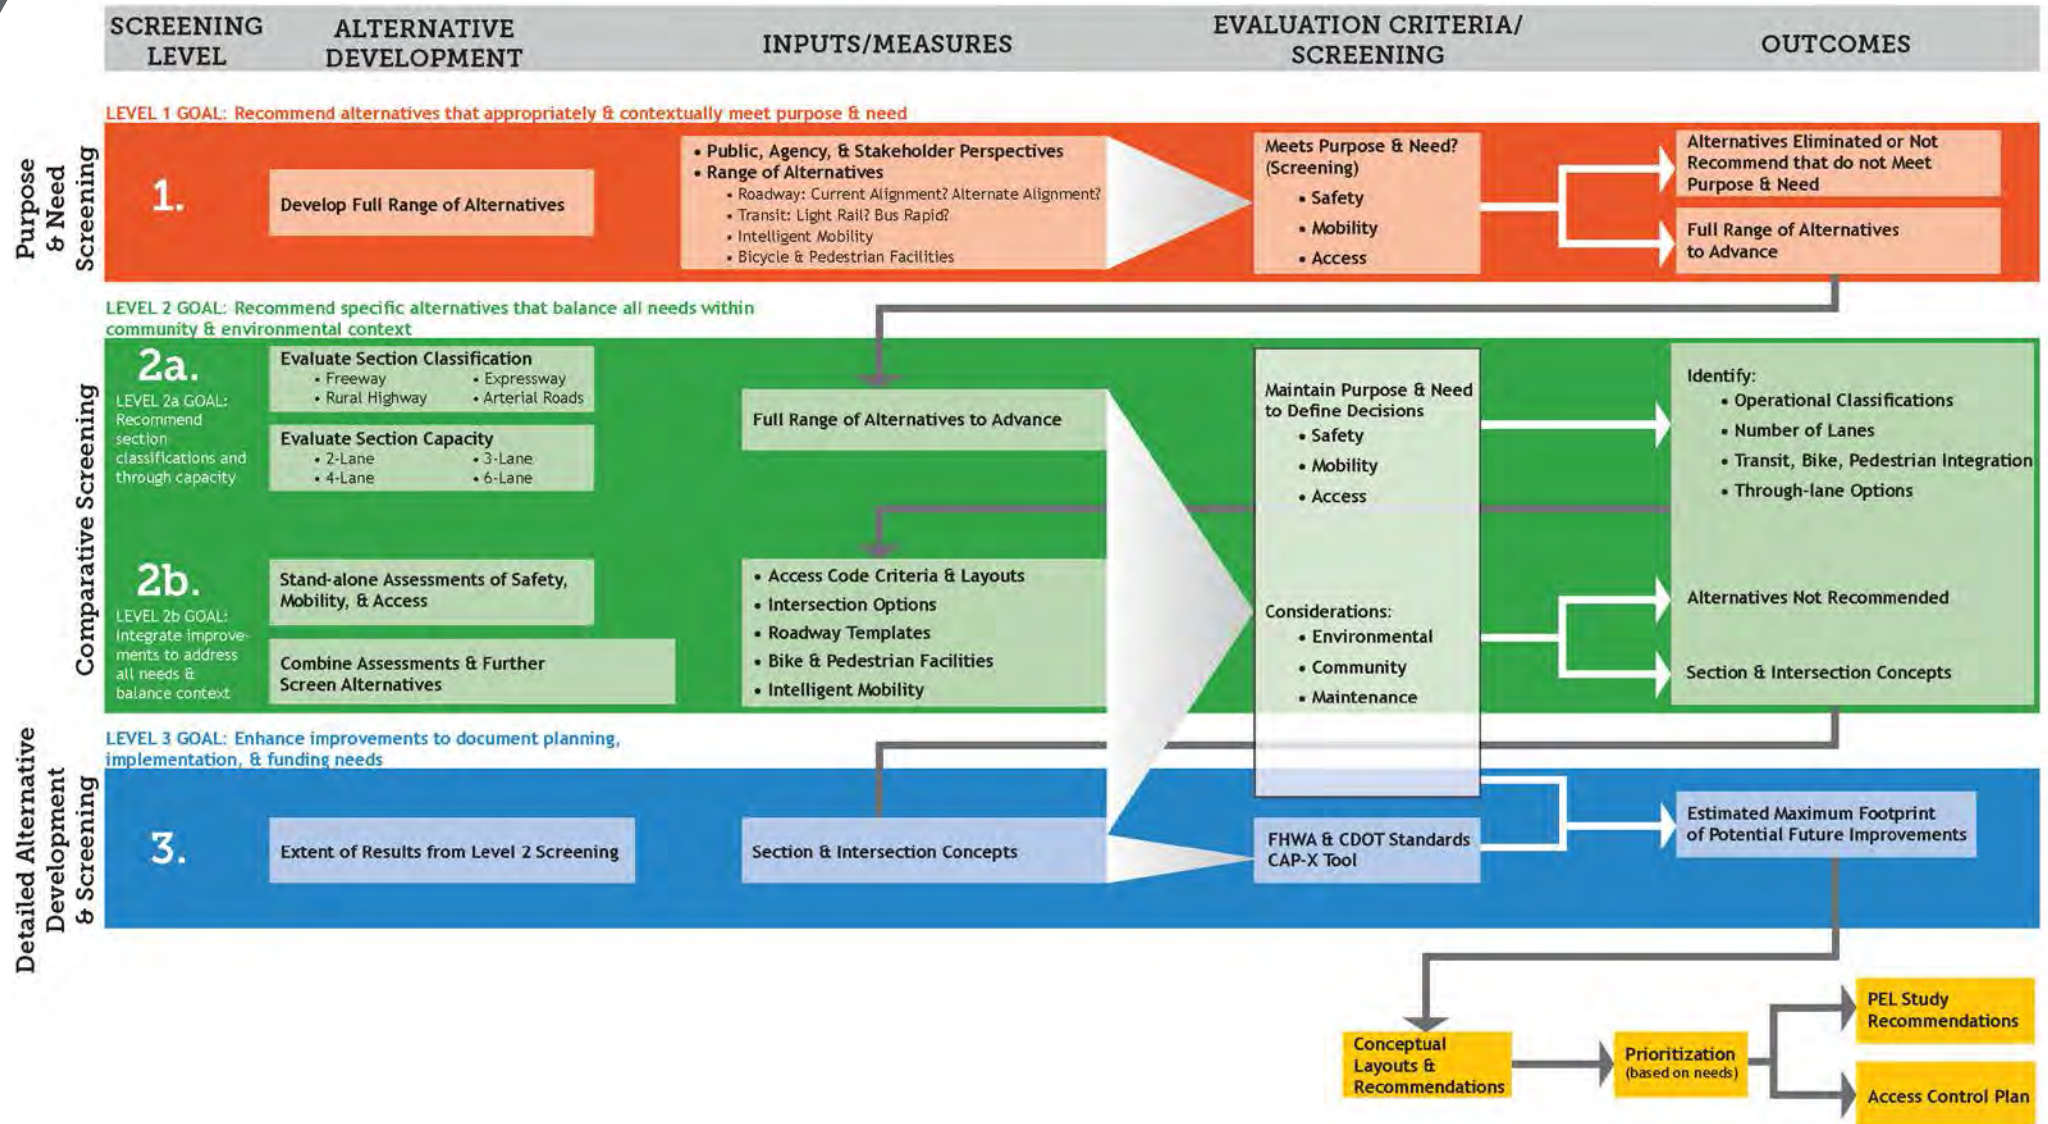 SCREENING
LEVEL
ALTERNATIVE
DEVELOPMENT
INPUTS/MEASURES
EVALUATION CRITERIA/
SCREENING
OUTCOMES
Purpose
& Need
Screening
LEVEL 1 GOAL: Recommend alternatives that appropriately & contextually meet purpose & need
1.
Develop Full Range of Alternatives
• Public, Agency, & Stakeholder Perspectives
• Range of Alternatives
• Roadway: Current Alignment? Alternate Alignment?
• Transit: Light Rail? Bus Rapid?
• Intelligent Mobility
• Bicycle & Pedestrian Facilities
Meets Purpose & Need?
(Screening)
• Safety
• Mobility
• Access
Alternatives Eliminated or Not
Recommend that do not Meet
Purpose & Need
Full Range of Alternatives
to Advance
Comparative Screening
LEVEL 2 GOAL: Recommend specific alternatives that balance all needs within
community & environmental context
2a.
LEVEL 2a GOAL:
Recommend
section
classifications and
through capacity
Evaluate Section Classification
• Freeway • Expressway
• Rural Highway • Arterial Roads
Evaluate Section Capacity
• 2-Lane • 3-Lane
• 4-Lane • 6-Lane
Full Range of Alternatives to Advance
Maintain Purpose & Need
to Define Decisions
• Safety
• Mobility
• Access
Identify:
• Operational Classifications
• Number of Lanes
• Transit, Bike, Pedestrian Integration
• Through-lane Options
2b.
LEVEL 2b GOAL:
Integrate improve-
ments to address
all needs &
balance context
Stand-alone Assessments of Safety,
Mobility, & Access
Combine Assessments & Further
Screen Alternatives
• Access Code Criteria & Layouts
• Intersection Options
• Roadway Templates
• Bike & Pedestrian Facilities
• Intelligent Mobility
Considerations:
• Environmental
• Community
• Maintenance
Alternatives Not Recommended
Section & Intersection Concepts
Detailed Alternative
Development
& Screening
LEVEL 3 GOAL: Enhance improvements to document planning,
implementation, & funding needs
3.
Extent of Results from Level 2 Screening
Section & Intersection Concepts
FHWA & CDOT Standards
CAP-X Tool
Estimated Maximum Footprint
of Potential Future Improvements
Conceptual
Layouts &
Recommendations
Prioritization
(based on needs)
PEL Study
Recommendations
Access Control Plan